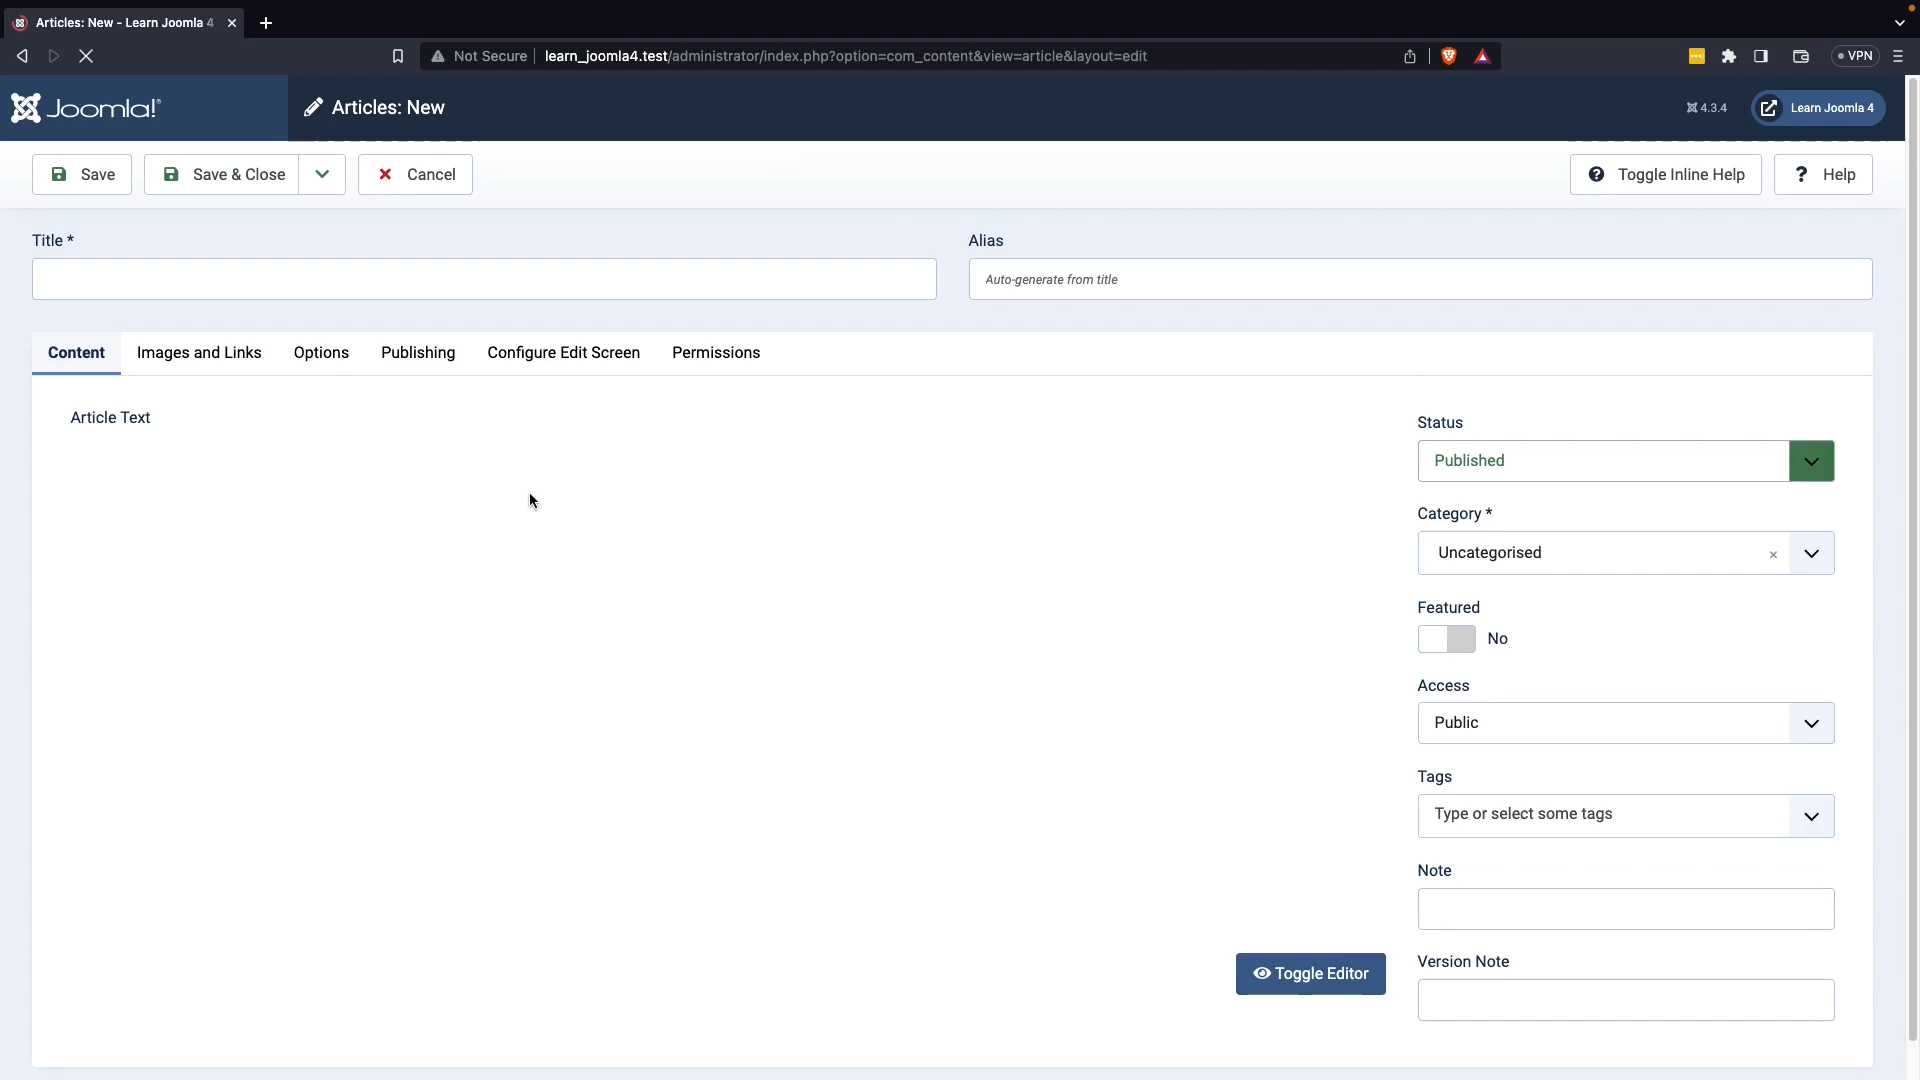 Articles: New - Learn Joomla 4
Not Secure learn_joomla4.test/administrator/index.php?option=com_content&view=article&layout=edit
VPN
Joomla!®
Articles: New
4.3.4
Learn Joomla 4
Save
Save & Close
Cancel
Toggle Inline Help
? Help
Title *
Alias
Auto-generate from title
Content
Images and Links
Options
Publishing
Configure Edit Screen
Permissions
Article Text
Status
Published
Category *
Uncategorised
Featured
No
Access
Public
Tags
Type or select some tags
Note
Toggle Editor
Version Note